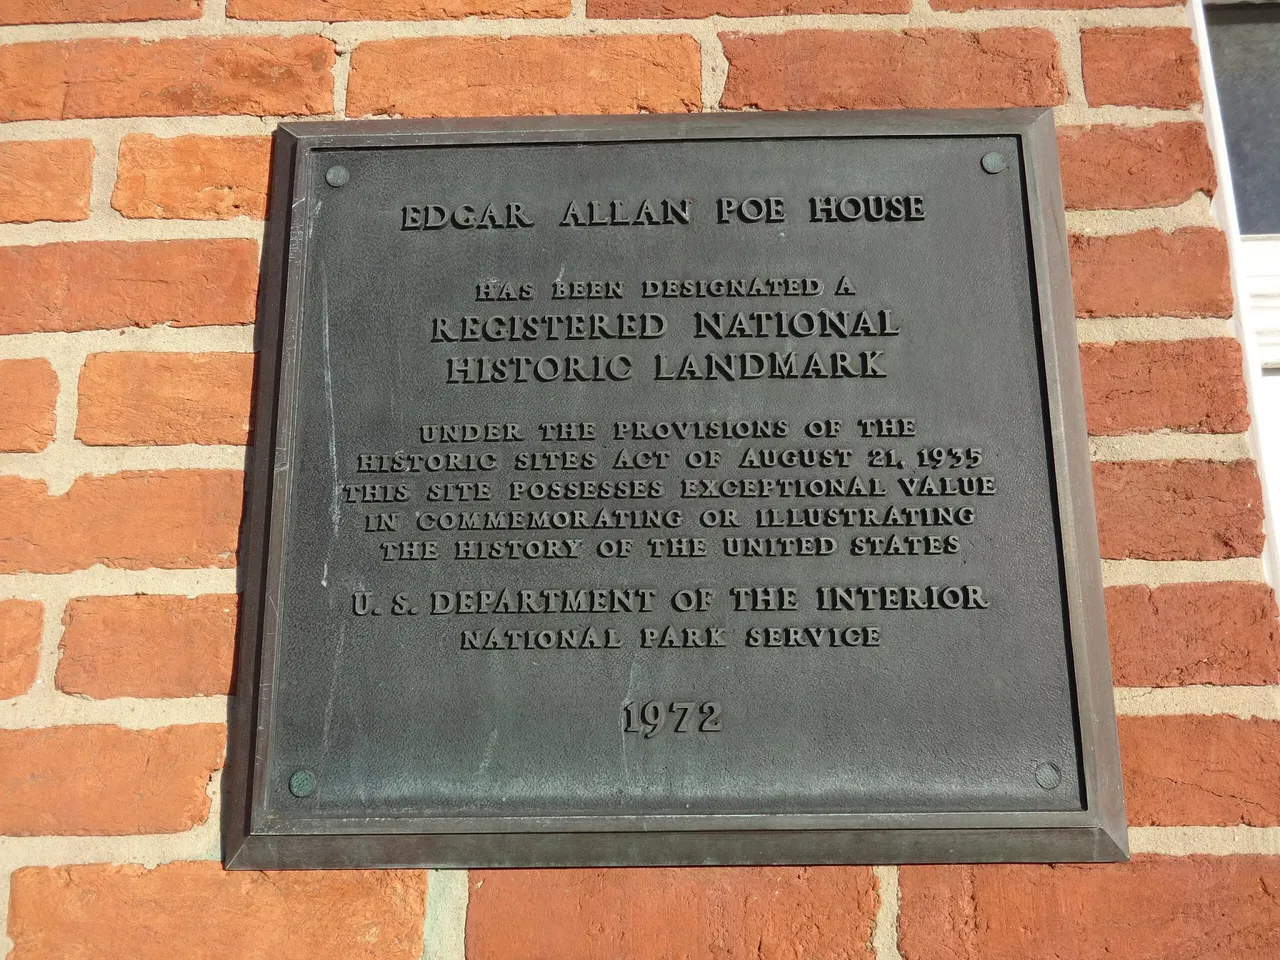 EDGAR ALLAN POE HOUSE
HAS BEEN DESIGNATED A
REGISTERED NATIONAL
HISTORIC LANDMARK
UNDER THE PROVISIONS OF THE
HISTORIC SITES ACT OF AUGUST 21, 1935
THIS SITE POSSESSES EXCEPTIONAL VALUE
IN COMMEMORATING OR ILLUSTRATING
THE HISTORY OF THE UNITED STATES
U. S. DEPARTMENT OF THE INTERIOR
NATIONAL PARK SERVICE
1972